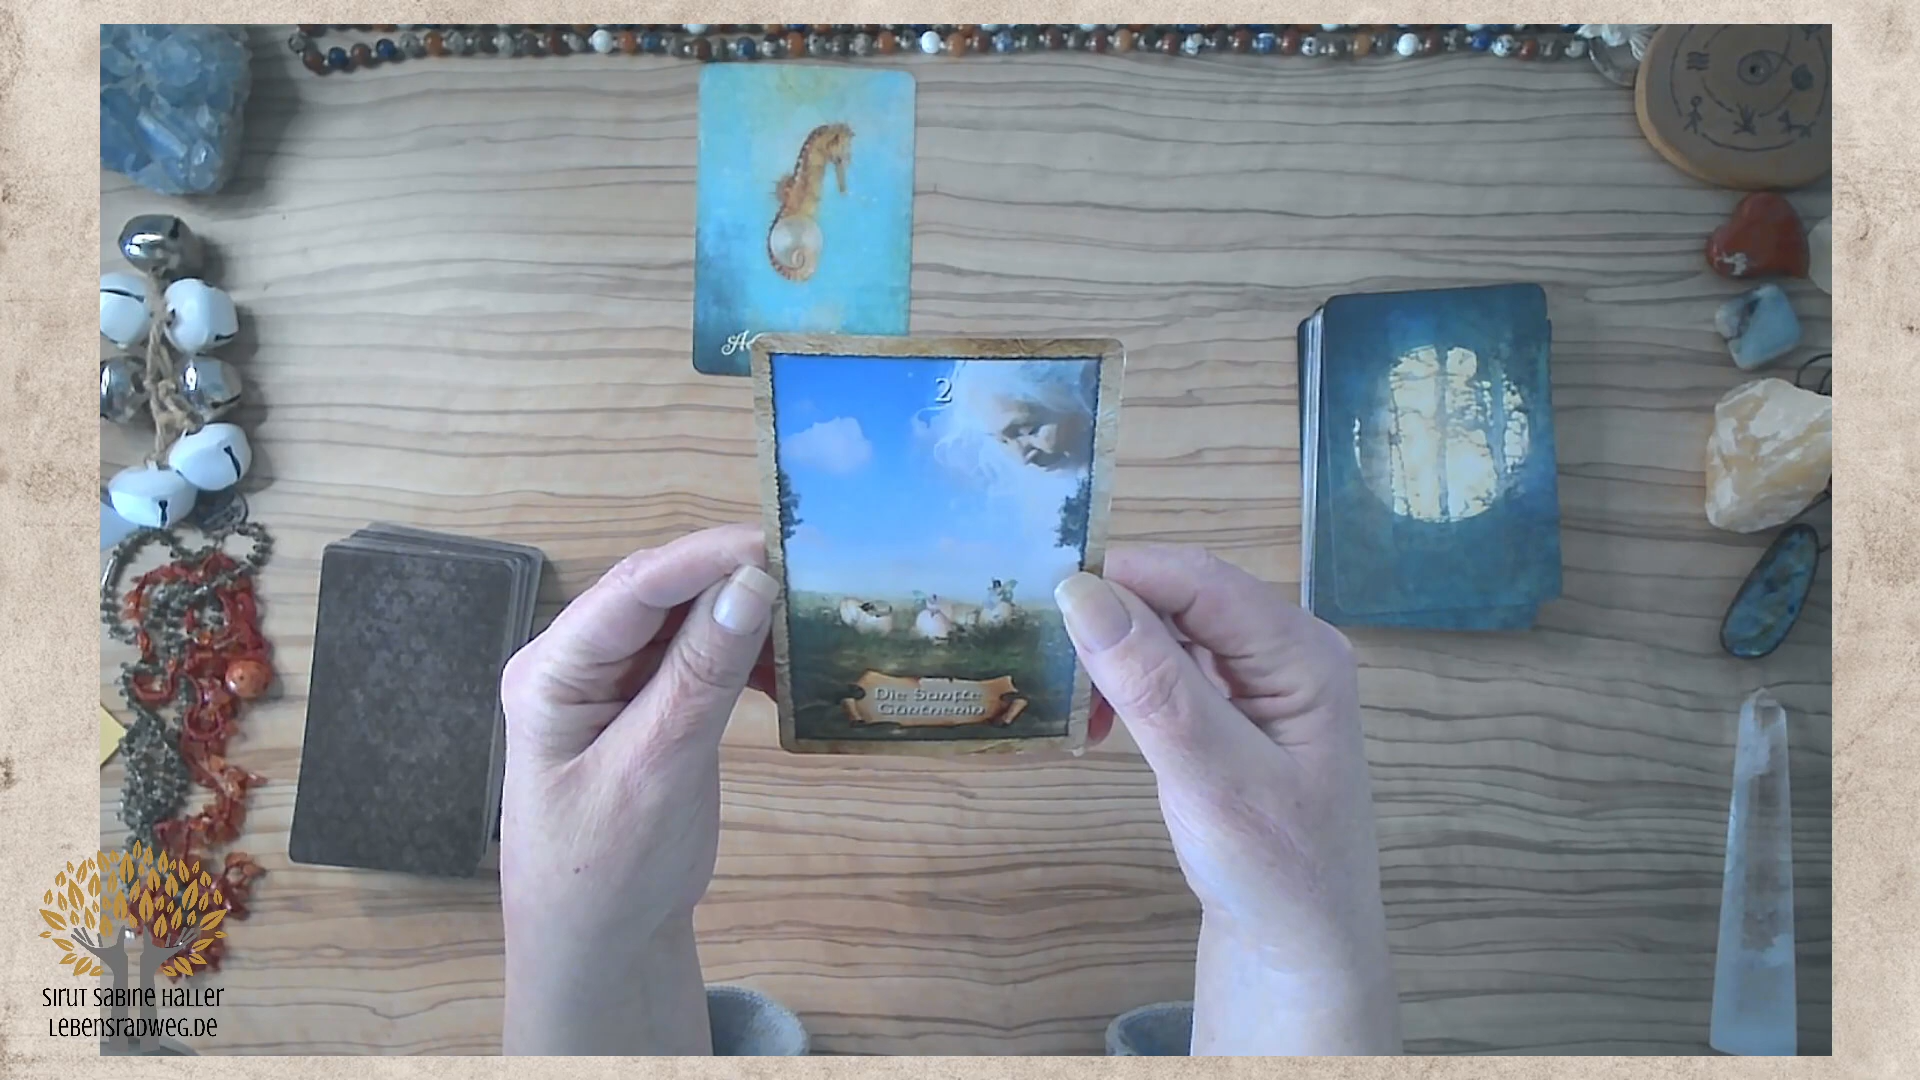 2
Die Sanfte
Gärtnerin
SIRUT SABINE HALLER
LEBENSRADWEG.DE